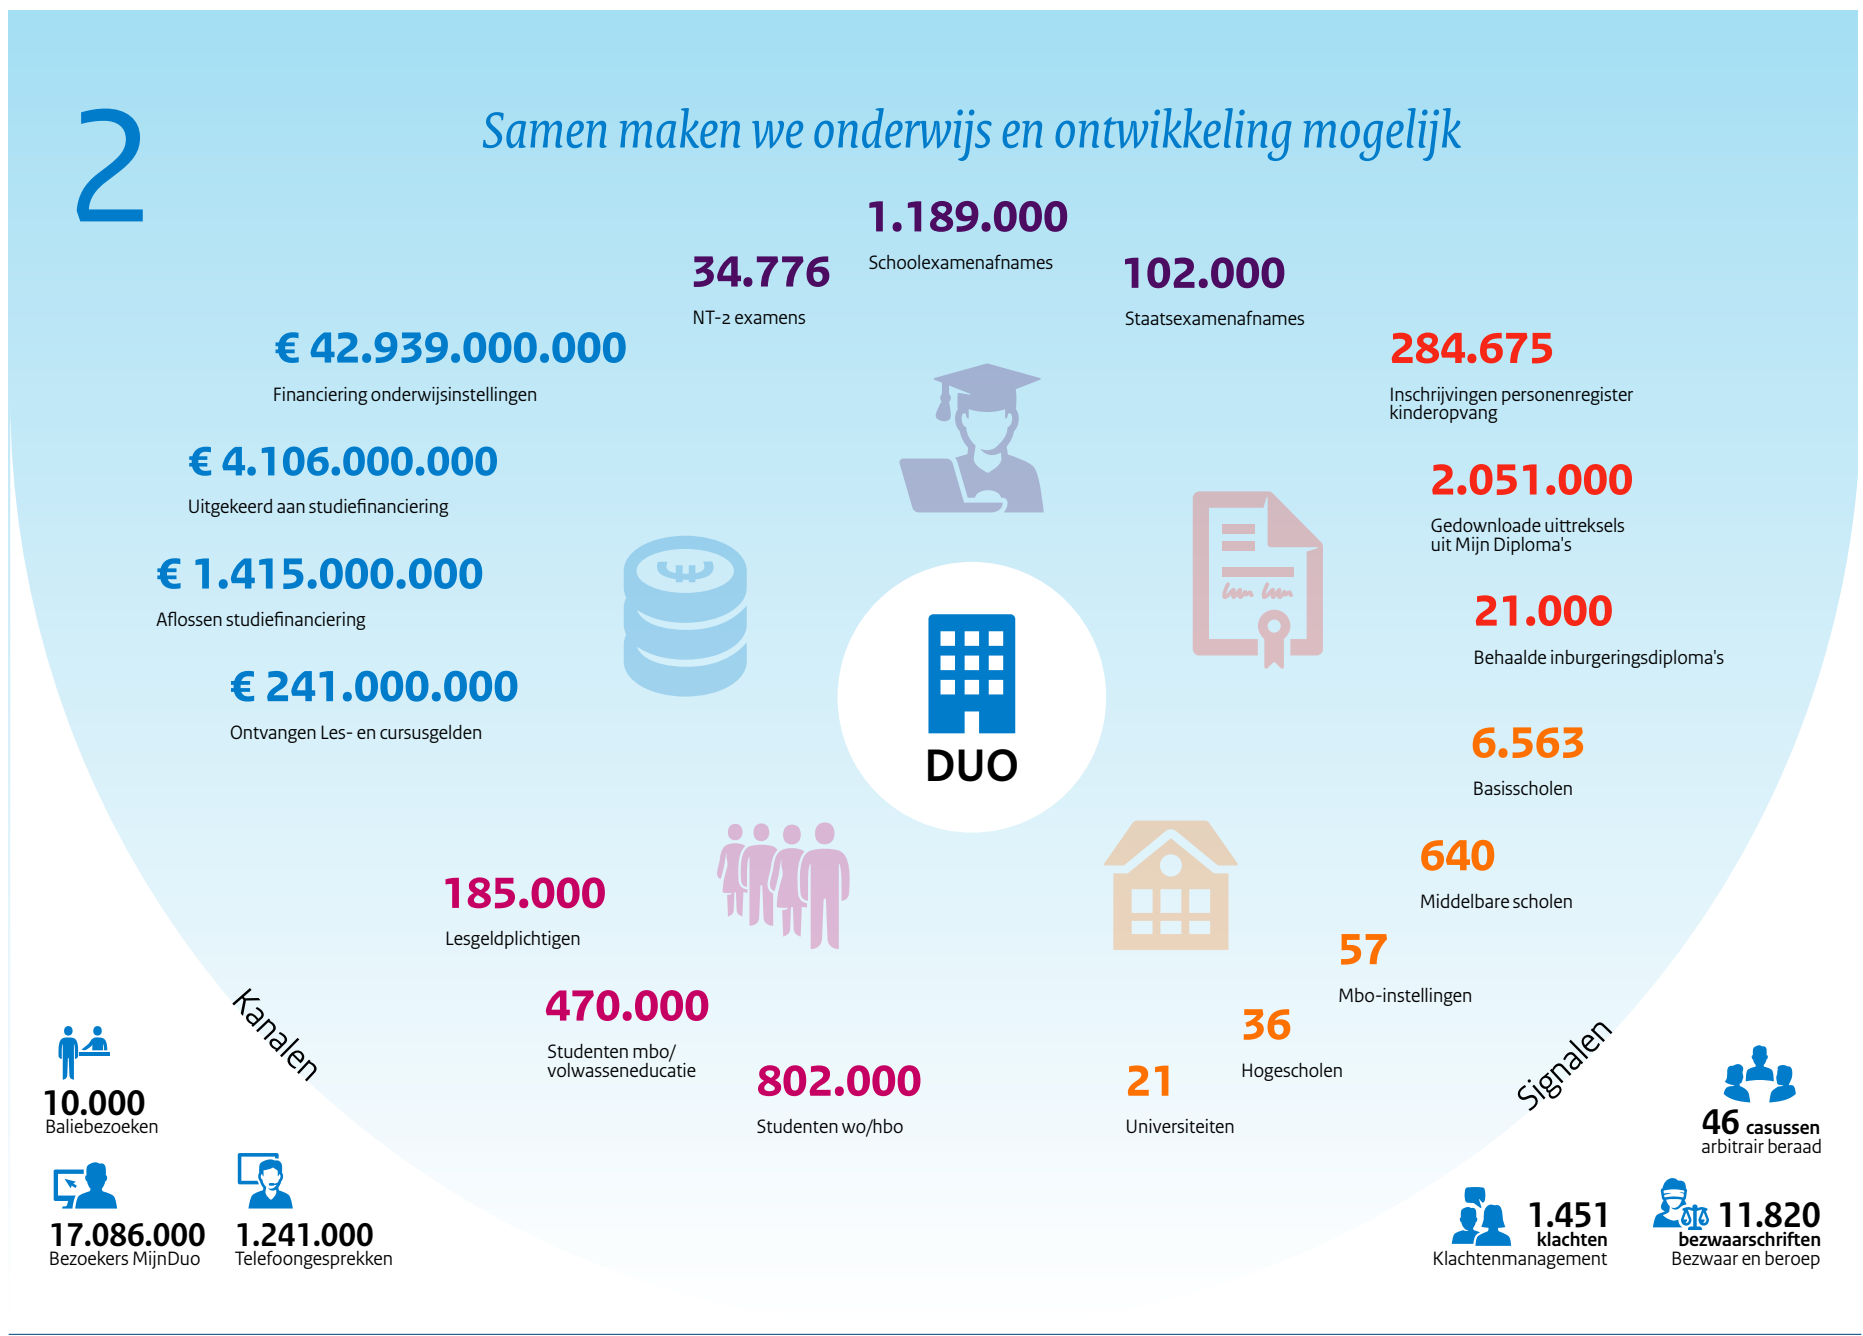 2
Samen maken we onderwijs en ontwikkeling mogelijk
1.189.000
Schoolexamenafnames
34.776
NT-2 examens
102.000
Staatsexamenafnames
€ 42.939.000.000
Financiering onderwijsinstellingen
€ 4.106.000.000
Uitgekeerd aan studiefinanciering
€ 1.415.000.000
Aflossen studiefinanciering
€ 241.000.000
Ontvangen Les- en cursusgelden
284.675
Inschrijvingen personenregister
kinderopvang
2.051.000
Gedownloade uittreksels
uit Mijn Diploma's
21.000
Behaalde inburgeringsdiploma's
DUO
6.563
Basisscholen
640
Middelbare scholen
57
Mbo-instellingen
36
Hogescholen
21
Universiteiten
185.000
Lesgeldplichtigen
470.000
Studenten mbo/
volwasseneducatie
802.000
Studenten wo/hbo
Kanalen
10.000
Baliebezoeken
17.086.000
Bezoekers MijnDuo
1.241.000
Telefoongesprekken
Signalen
46 casussen
arbitrair beraad
1.451
klachten
Klachtenmanagement
11.820
bezwaarschriften
Bezwaar en beroep